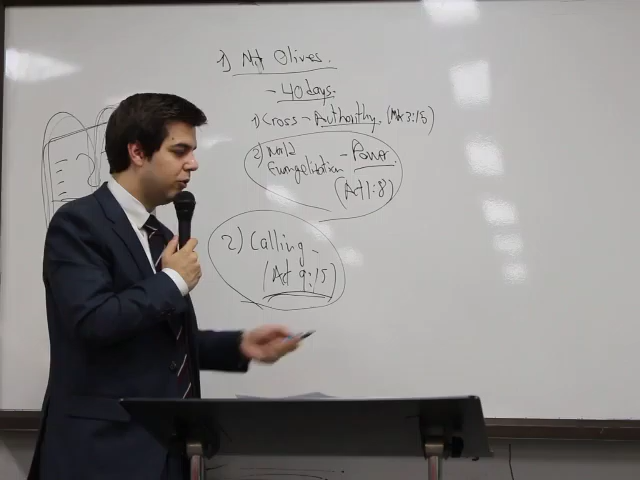 1) Mt Olives.
- 40 days.
1) Cross - Authority. (Mk 3:15)
2) World Evangelization - Power.
(Act 1:8)
2) Calling -
(Act 9:15)